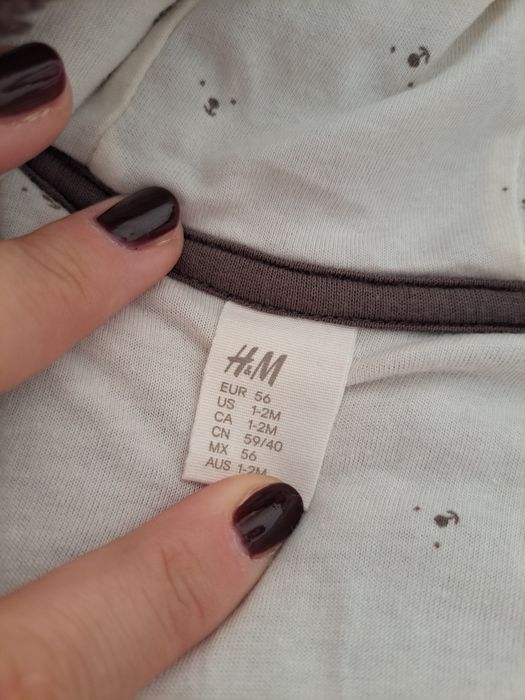 H&M
EUR 56
US 1-2M
CA 1-2M
CN 59/40
MX 56
AUS 1-2M